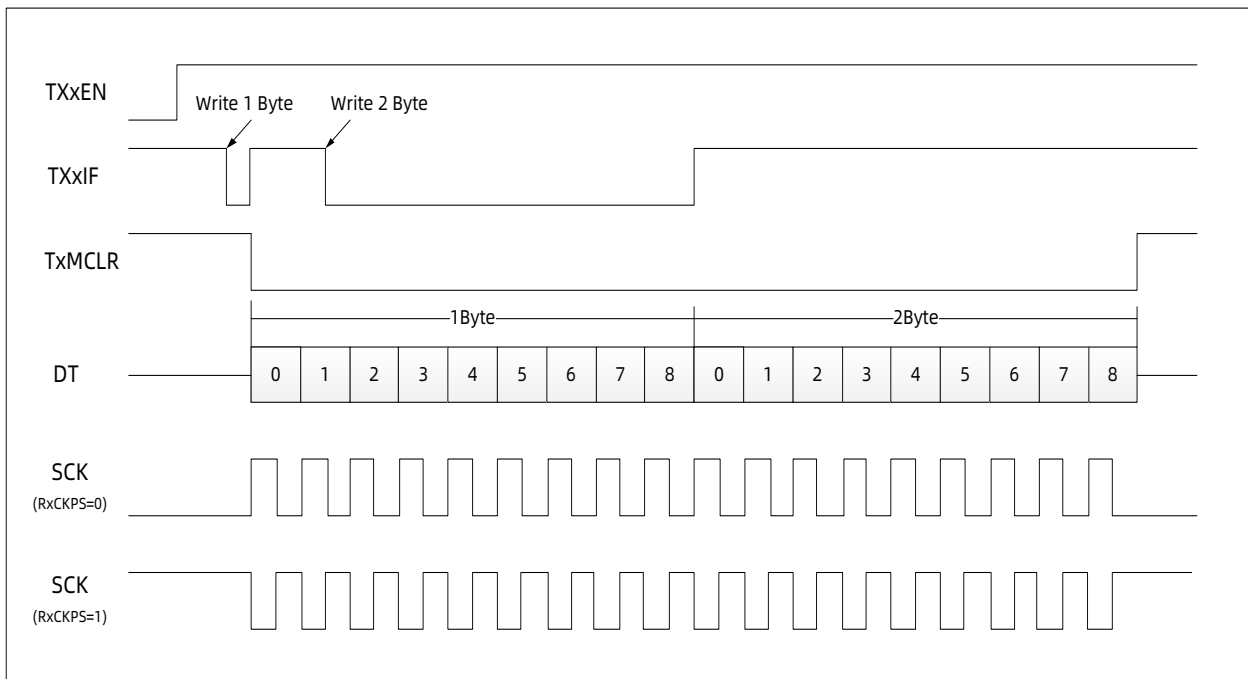 TXxEN
Write 1 Byte Write 2 Byte
TXxIF
TxMCLR
1Byte 2Byte
DT 0 1 2 3 4 5 6 7 8 0 1 2 3 4 5 6 7 8
SCK
(RxCKPS=0)
SCK
(RxCKPS=1)